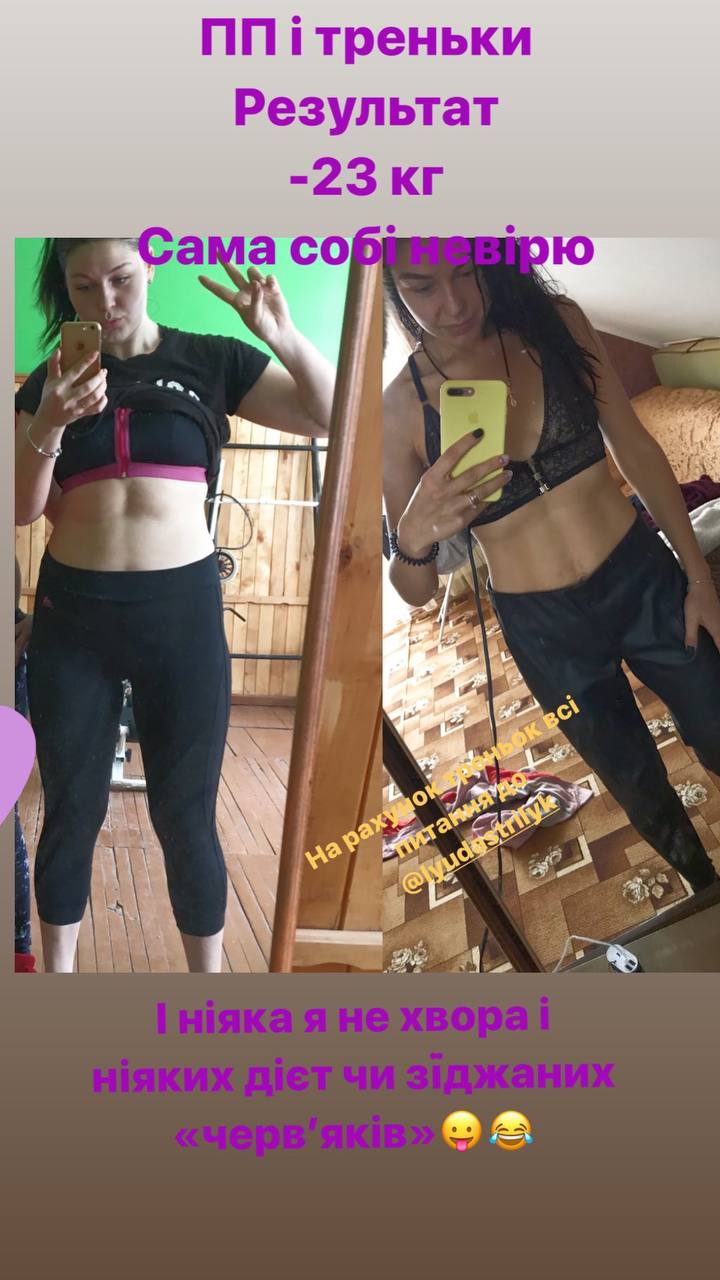 ПП і треньки
Результат
-23 кг
Сама собі невірю
На рахунок треньок всі
питання до
@lyudastrilyk
І ніяка я не хвора і
ніяких дієт чи зїджаних
«черв’яків»😛😂